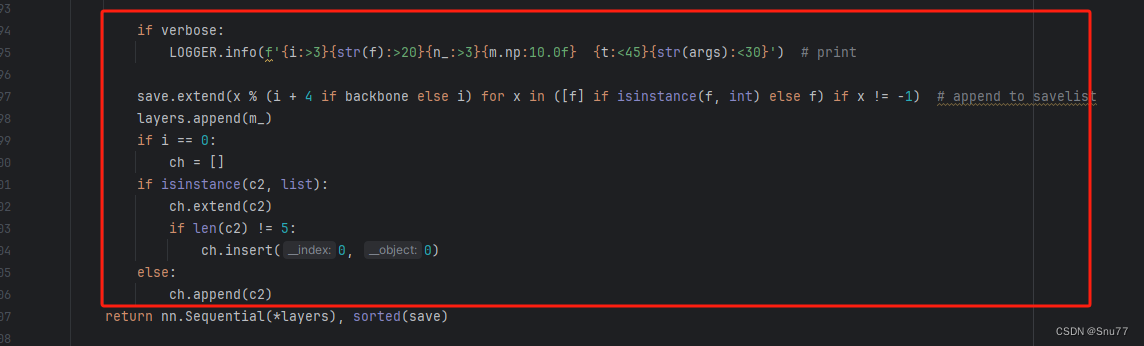 93
94 if verbose:
95 LOGGER.info(f'{i:>3}{str(f):>20}{n_:>3}{m.np:10.0f}  {t:<45}{str(args):<30}')  # print
96
97 save.extend(x % (i + 4 if backbone else i) for x in ([f] if isinstance(f, int) else f) if x != -1)  # append to savelist
98 layers.append(m_)
99 if i == 0:
00 ch = []
01 if isinstance(c2, list):
02 ch.extend(c2)
03 if len(c2) != 5:
04 ch.insert(__index: 0, __object: 0)
05 else:
06 ch.append(c2)
07 return nn.Sequential(*layers), sorted(save)
08
CSDN @Snu77